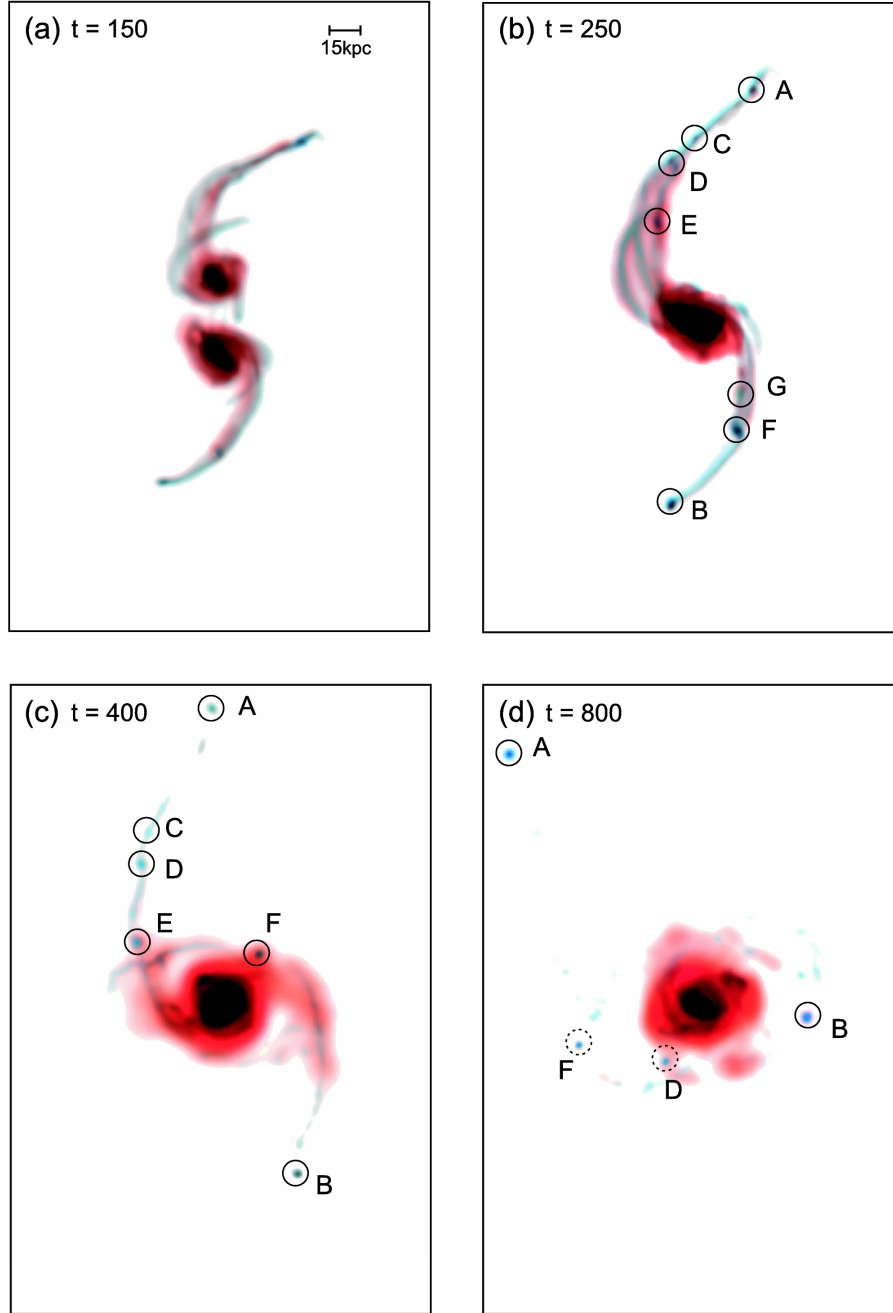 (a) t = 150
15kpc
(b) t = 250
A
C
D
E
G
F
B
(c) t = 400
A
C
D
E
F
B
(d) t = 800
A
B
F
D